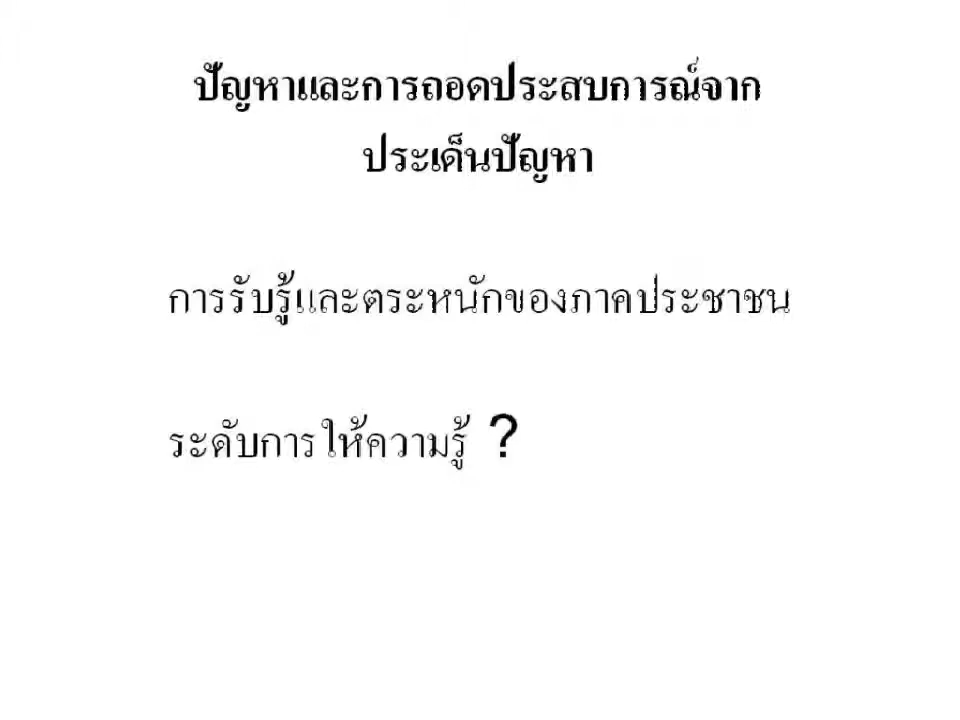 ปัญหาและการถอดประสบการณ์จาก
ประเด็นปัญหา
การรับรู้และตระหนักของภาคประชาชน
ระดับการให้ความรู้ ?